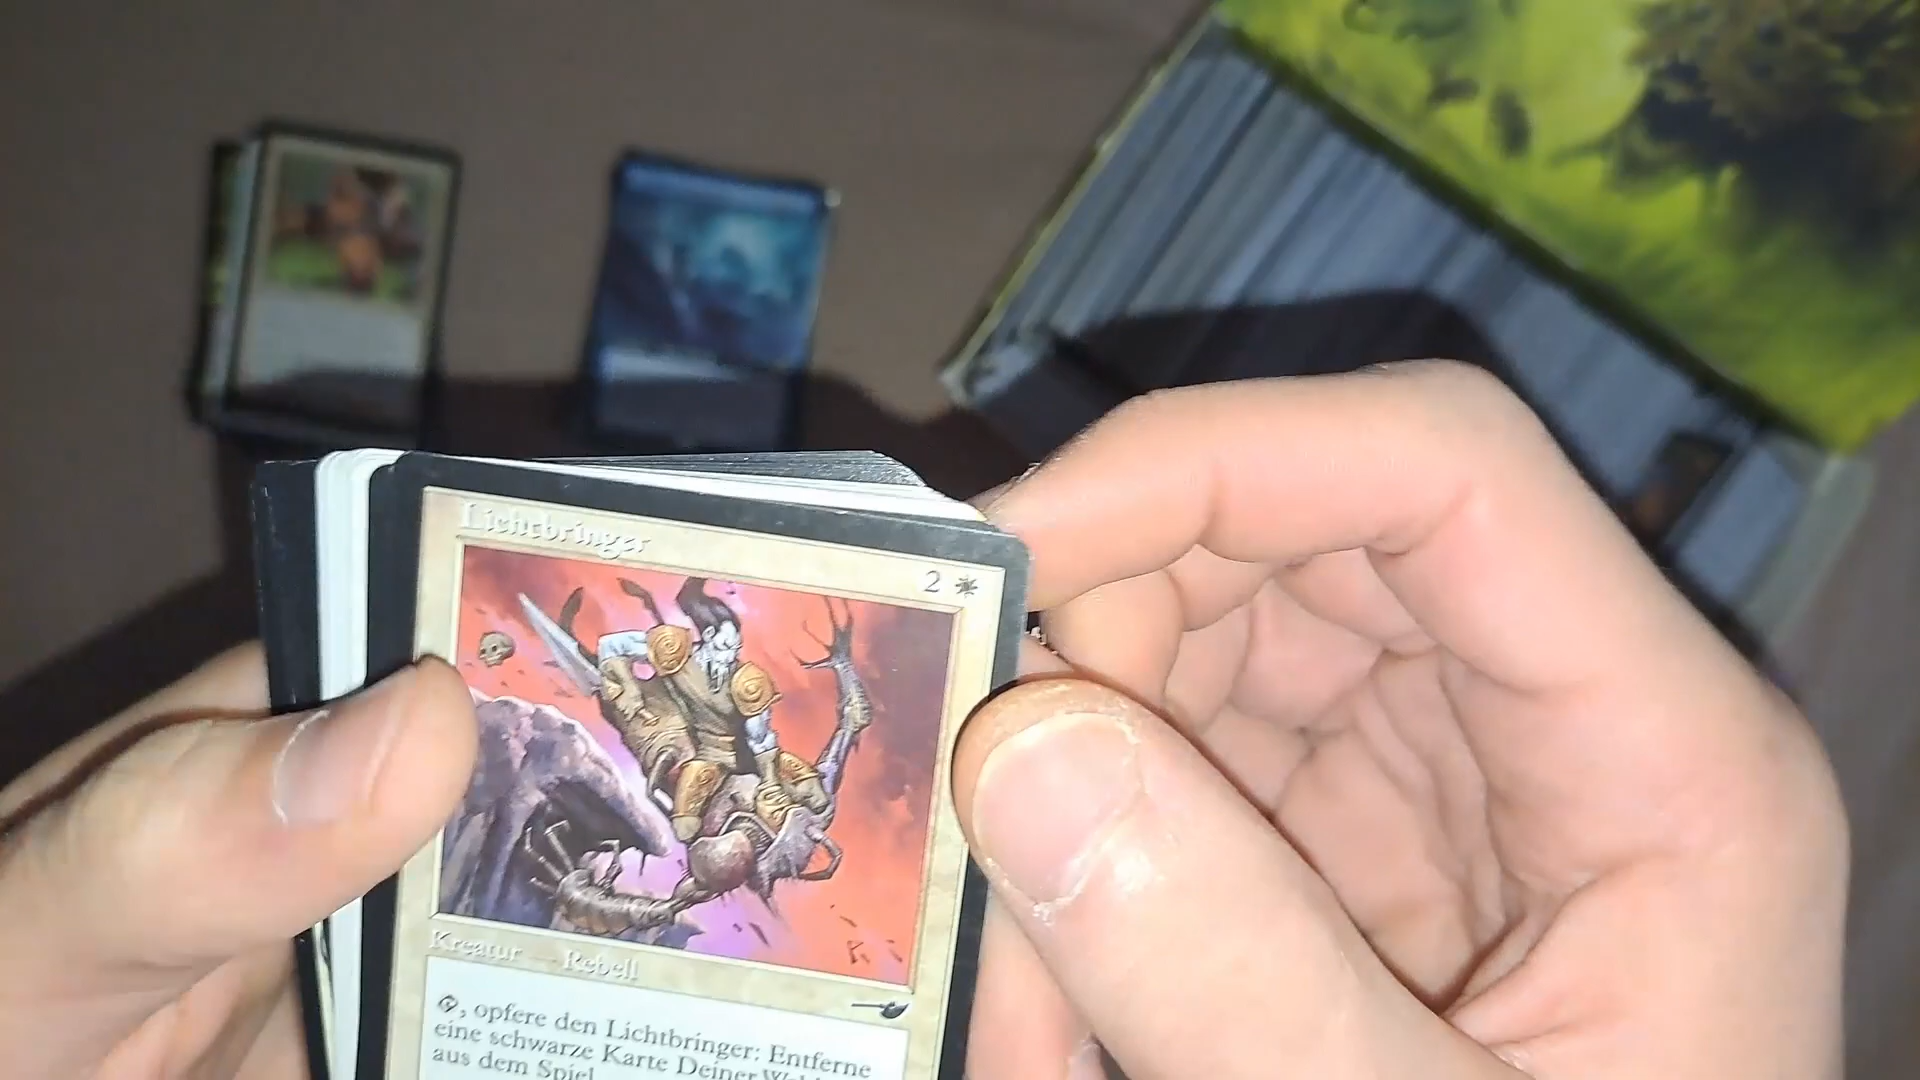 Lichtbringer
2
Kreatur — Rebell
, opfere den Lichtbringer: Entferne
eine schwarze Karte Deiner
aus dem Spiel.